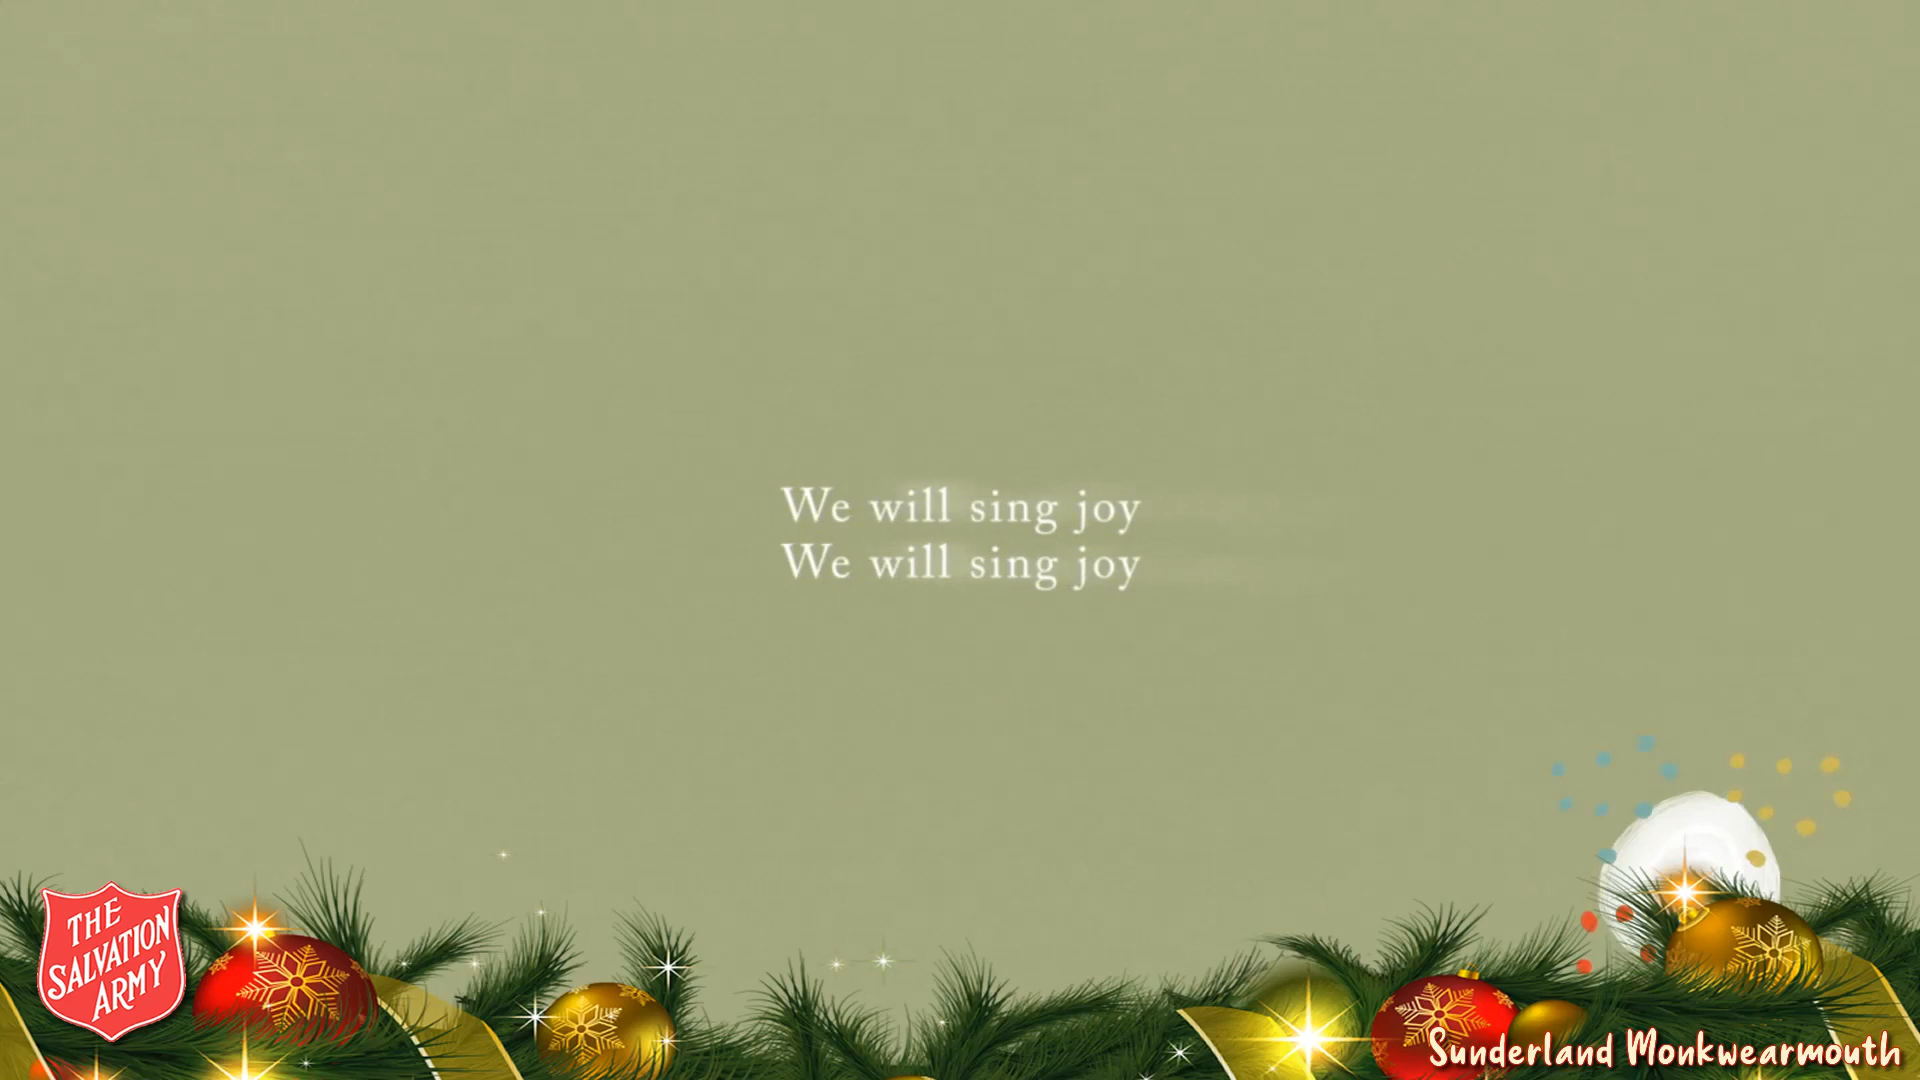 We will sing joy
We will sing joy
THE
SALVATION
ARMY
Sunderland Monkwearmouth